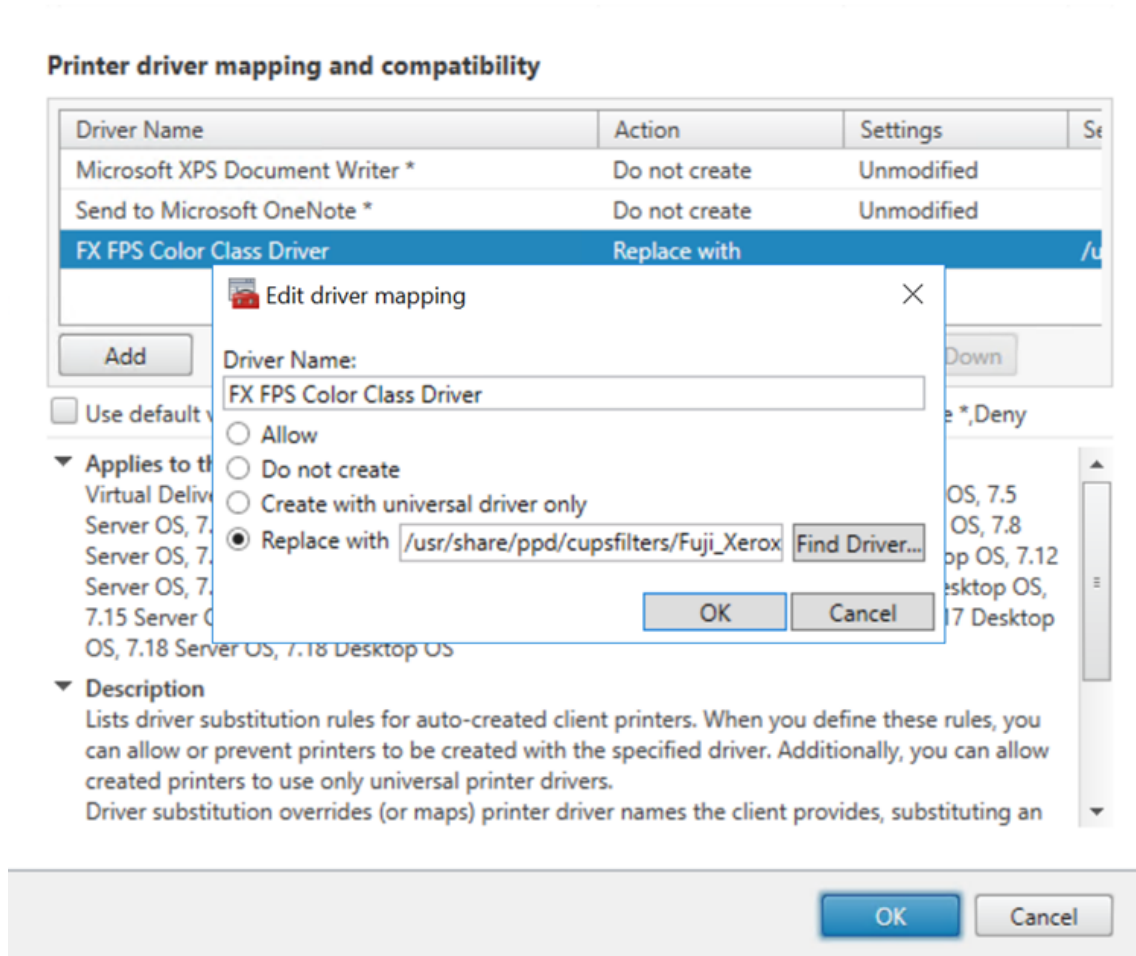 Printer driver mapping and compatibility
Driver Name Action Settings
Microsoft XPS Document Writer * Do not create Unmodified
Send to Microsoft OneNote * Do not create Unmodified
FX FPS Color Class Driver Replace with /u
Edit driver mapping
Driver Name:
FX FPS Color Class Driver
Allow
Do not create
Create with universal driver only
Replace with /usr/share/ppd/cupsfilters/Fuji_Xerox Find Driver...
OK Cancel
Add Down
Use default *,Deny
Applies to
Virtual OS, 7.5
Server OS, 7. OS, 7.8
Server OS, 7. OS, 7.12
Server OS, 7. OS,
7.15 Server 17 Desktop
OS, 7.18 Server OS, 7.18 Desktop OS
Description
Lists driver substitution rules for auto-created client printers. When you define these rules, you
can allow or prevent printers to be created with the specified driver. Additionally, you can allow
created printers to use only universal printer drivers.
Driver substitution overrides (or maps) printer driver names the client provides, substituting an
OK Cancel